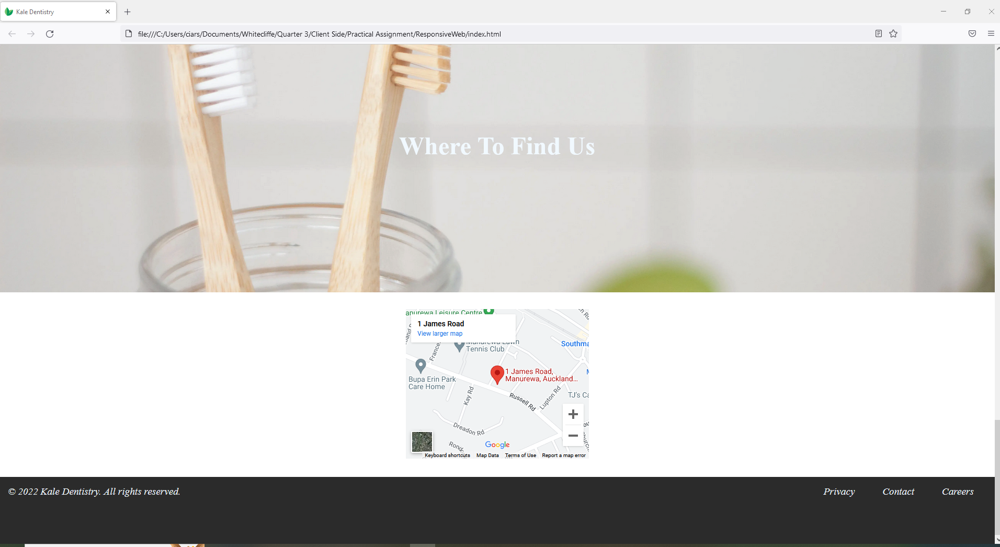 Kale Dentistry
file:///C:/Users/ciars/Documents/Whitecliffe/Quarter 3/Client Side/Practical Assignment/ResponsiveWeb/index.html
Where To Find Us
anurewa Leisure Centre
1 James Road
View larger map
Manurewa Lawn
Tennis Club
Southma
1 James Road,
Manurewa, Auckland...
Bupa Erin Park
Care Home
Kay Rd
Russell Rd
Lupton Rd
TJ's Ca
Dreadon Rd
Google
Keyboard shortcuts Map Data Terms of Use Report a map error
© 2022 Kale Dentistry. All rights reserved.
Privacy Contact Careers